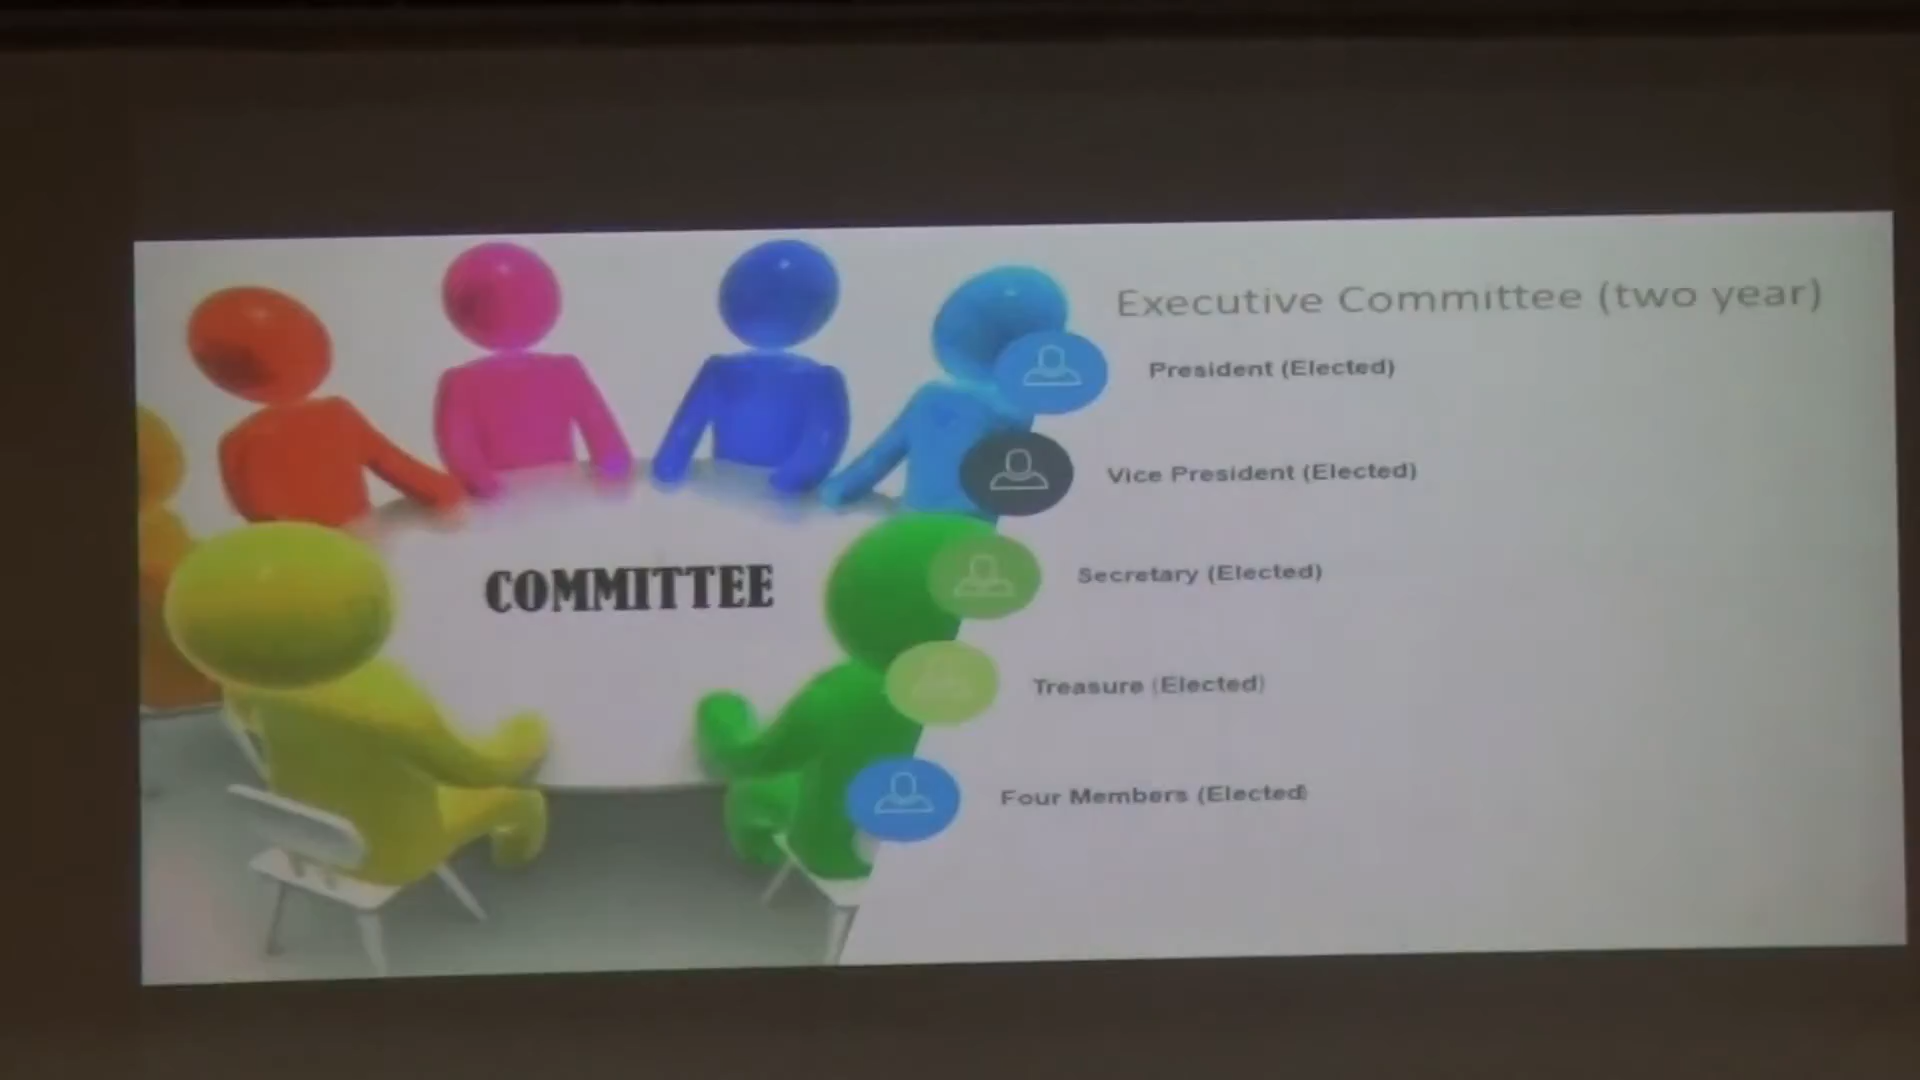 Executive Committee (two year)
President (Elected)
Vice President (Elected)
COMMITTEE
Secretary (Elected)
Treasure (Elected)
Four Members (Elected)